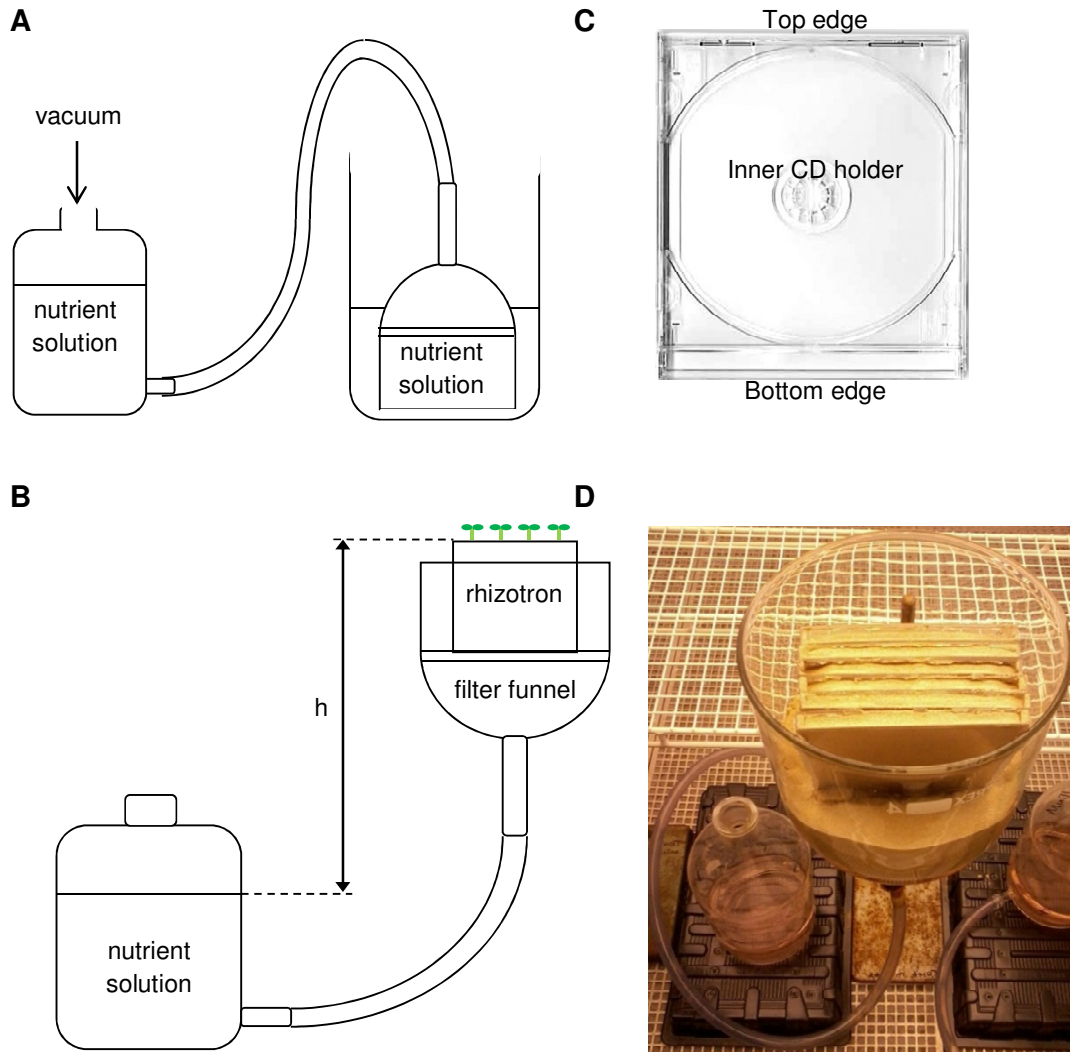 A
vacuum
nutrient
solution
nutrient
solution
C
Top edge
Inner CD holder
Bottom edge
B
h
rhizotron
filter funnel
nutrient
solution
D